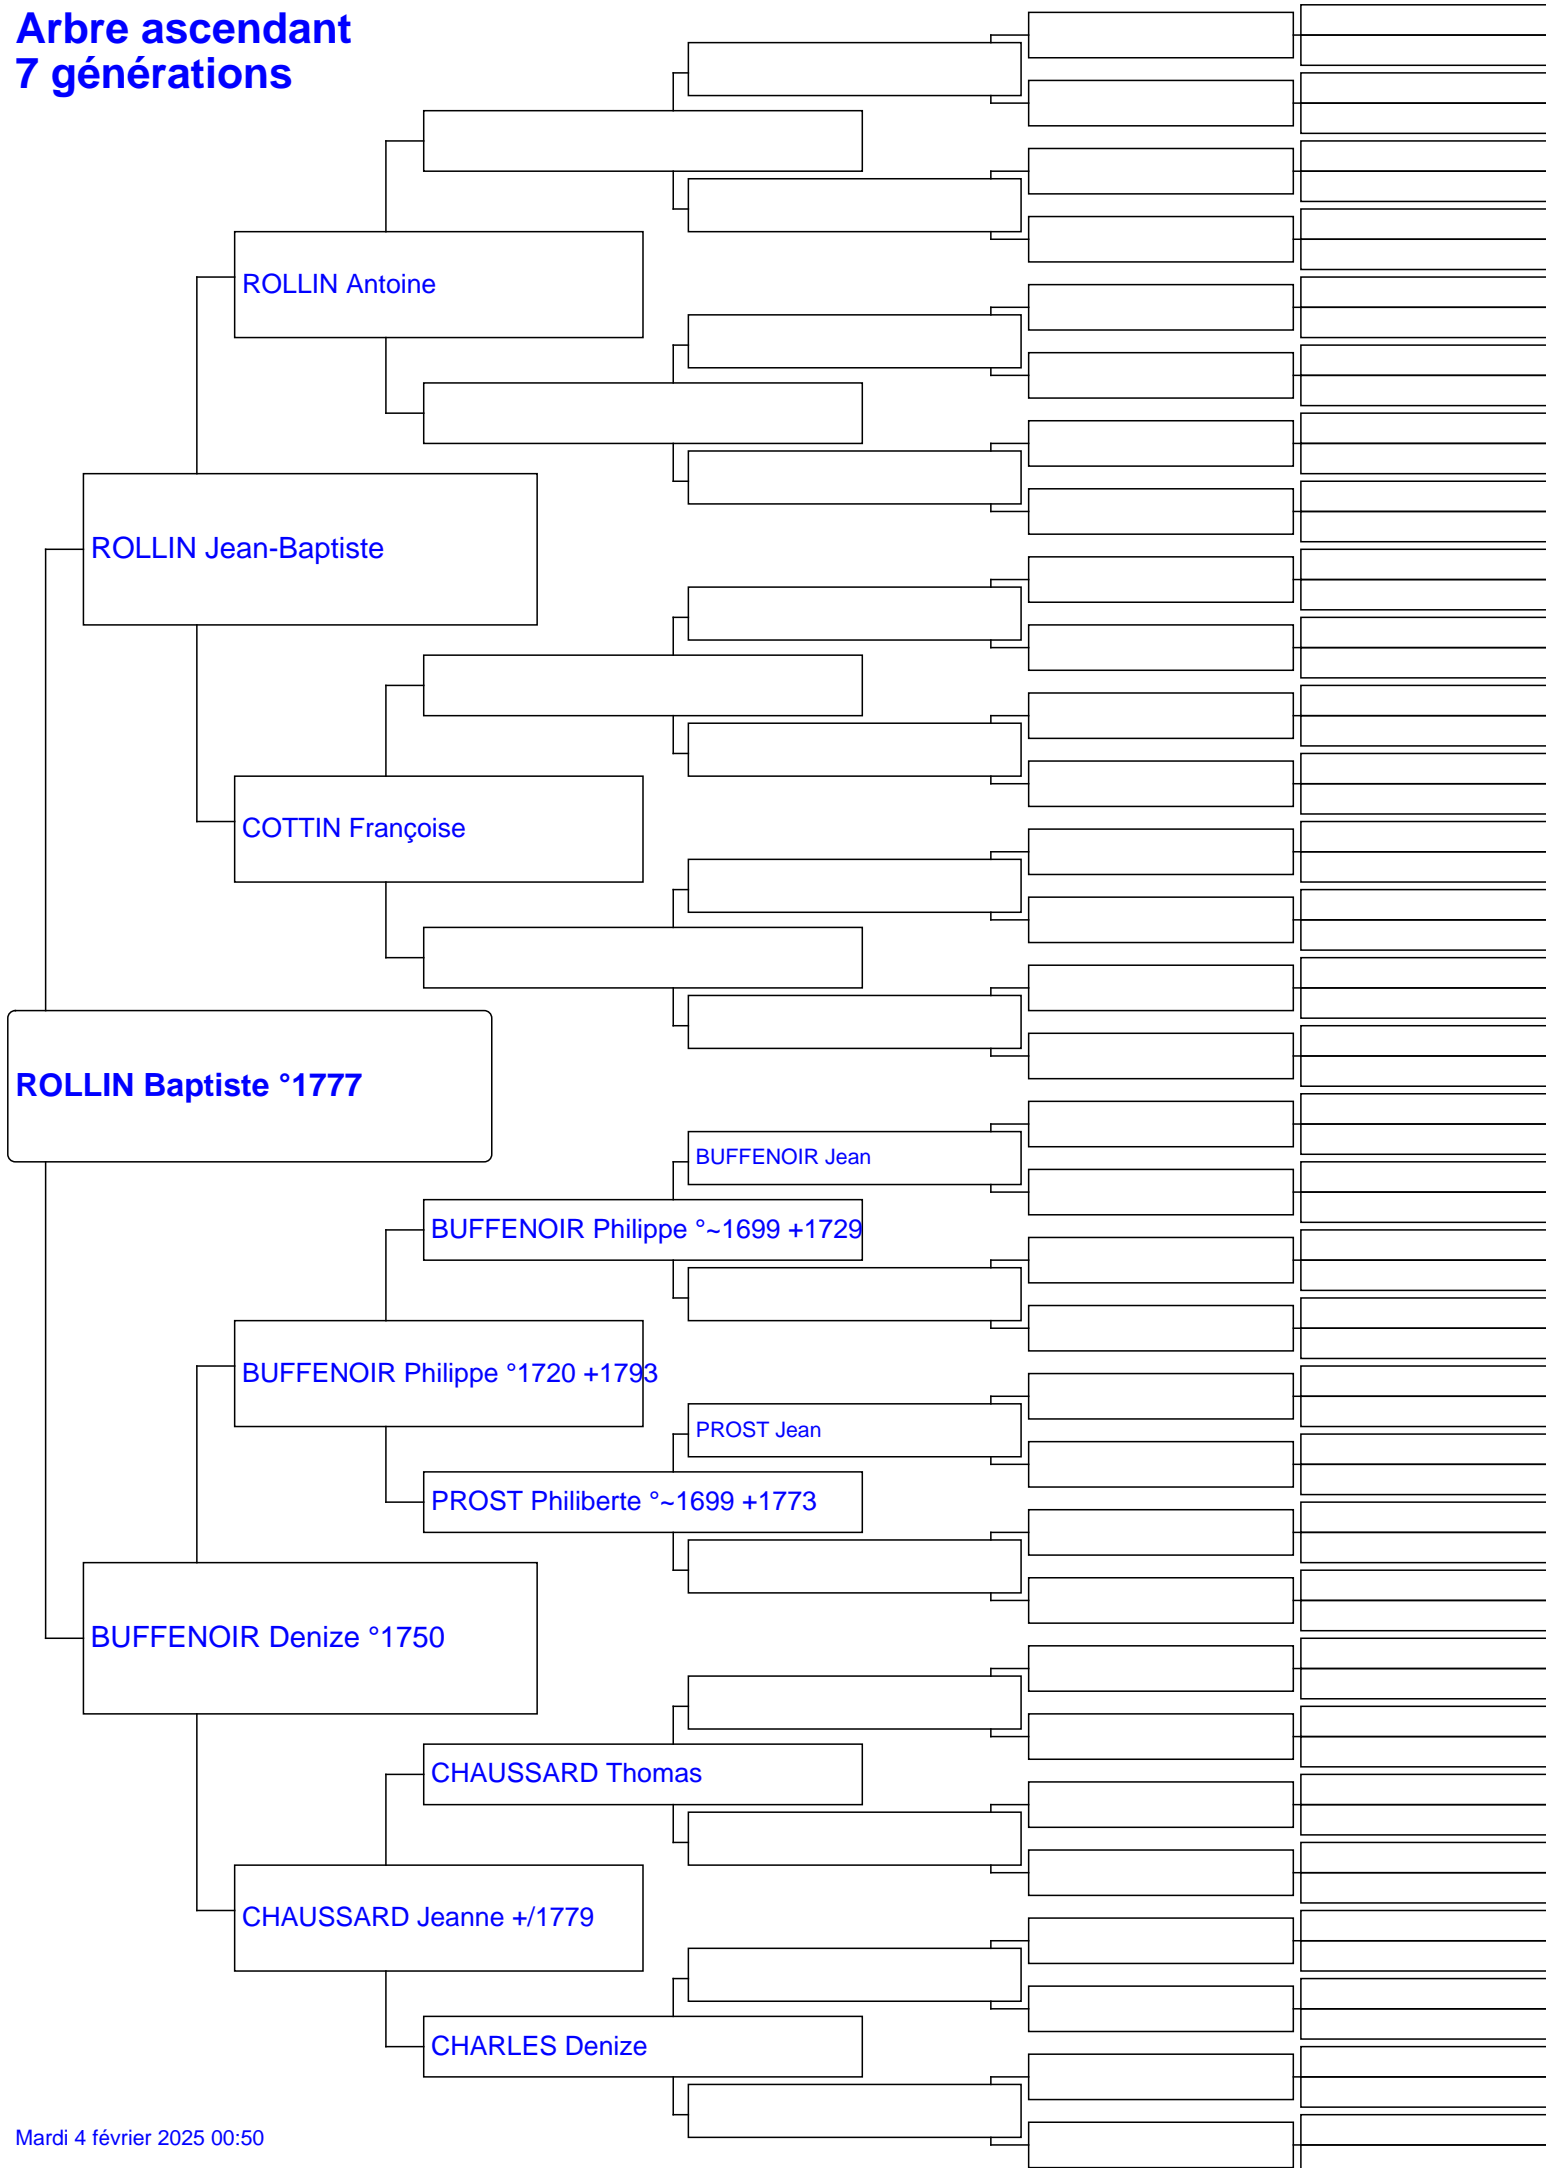 Arbre ascendant
7 générations
ROLLIN Antoine
ROLLIN Jean-Baptiste
COTTIN Françoise
ROLLIN Baptiste °1777
BUFFENOIR Jean
BUFFENOIR Philippe °~1699 +1729
BUFFENOIR Philippe °1720 +1793
PROST Jean
PROST Philiberte °~1699 +1773
BUFFENOIR Denize °1750
CHAUSSARD Thomas
CHAUSSARD Jeanne +/1779
CHARLES Denize
Mardi 4 février 2025 00:50